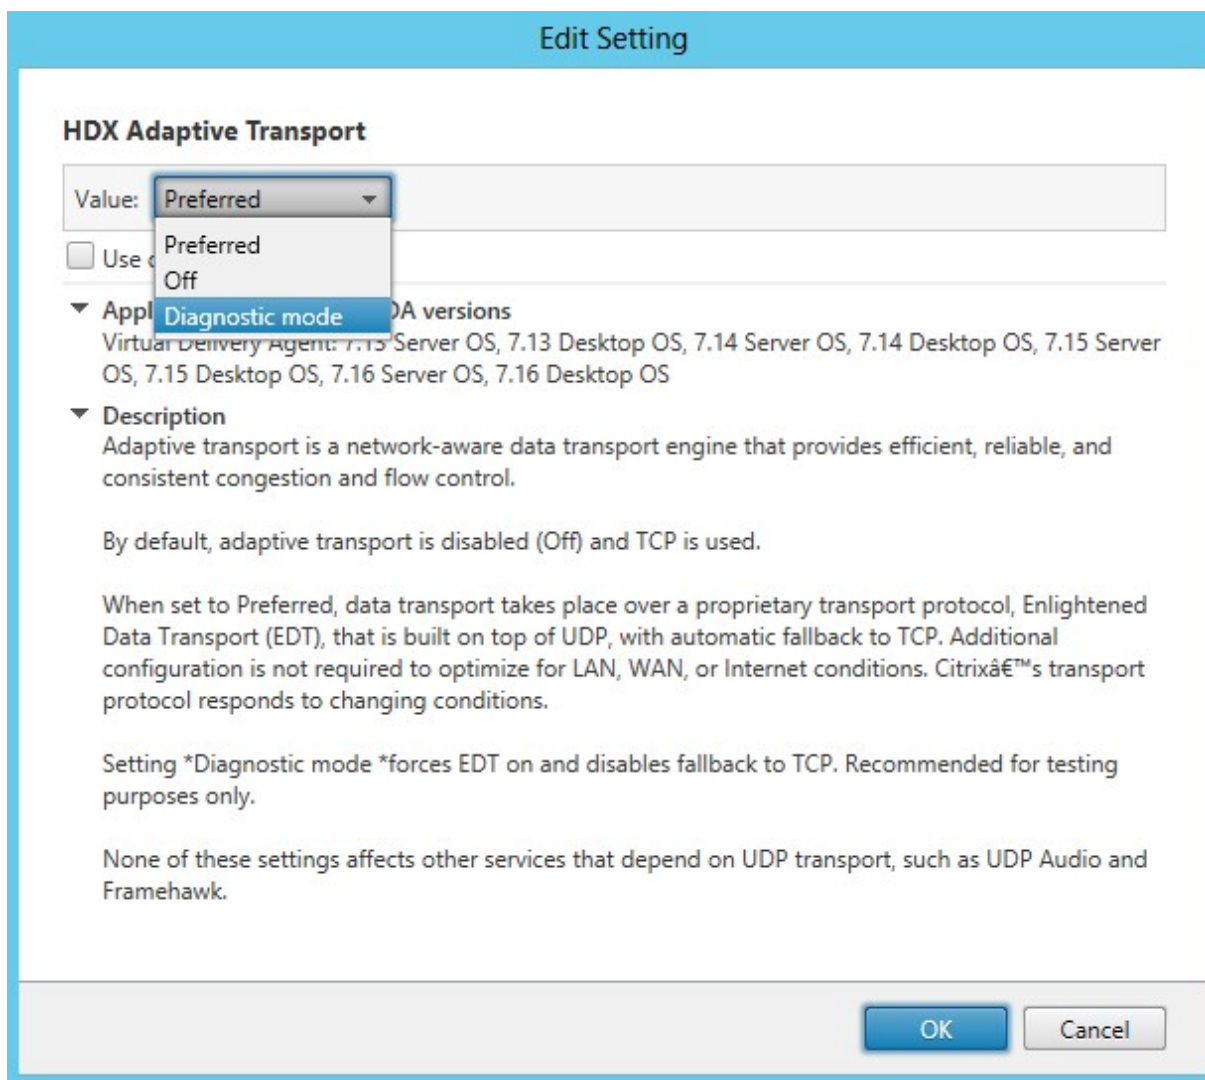 Edit Setting
HDX Adaptive Transport
Value: Preferred
Preferred
Use
Off
Diagnostic mode
Appl DA versions
Virtual Delivery Agent: 7.13 Server OS, 7.13 Desktop OS, 7.14 Server OS, 7.14 Desktop OS, 7.15 Server
OS, 7.15 Desktop OS, 7.16 Server OS, 7.16 Desktop OS
Description
Adaptive transport is a network-aware data transport engine that provides efficient, reliable, and
consistent congestion and flow control.
By default, adaptive transport is disabled (Off) and TCP is used.
When set to Preferred, data transport takes place over a proprietary transport protocol, Enlightened
Data Transport (EDT), that is built on top of UDP, with automatic fallback to TCP. Additional
configuration is not required to optimize for LAN, WAN, or Internet conditions. Citrixâ€™s transport
protocol responds to changing conditions.
Setting *Diagnostic mode *forces EDT on and disables fallback to TCP. Recommended for testing
purposes only.
None of these settings affects other services that depend on UDP transport, such as UDP Audio and
Framehawk.
OK Cancel